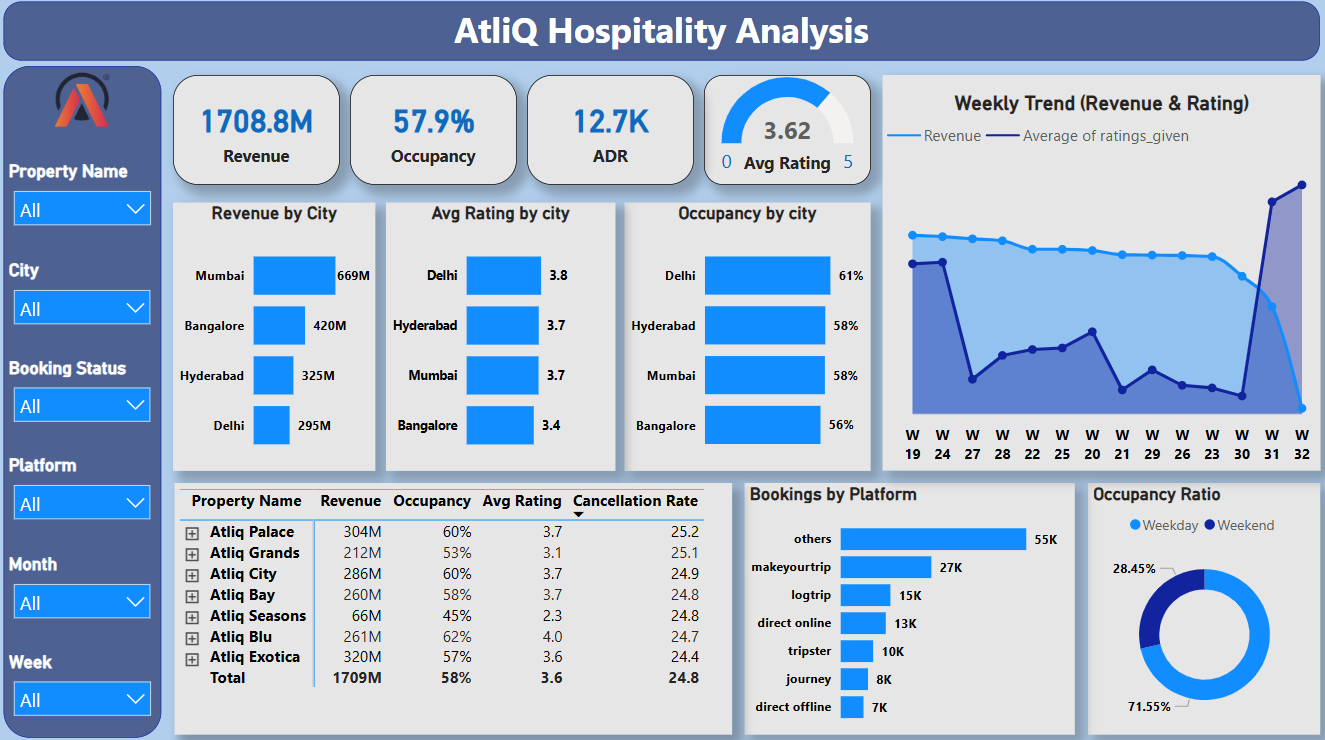 AtliQ Hospitality Analysis
Property Name
All
City
All
Booking Status
All
Platform
All
Month
All
Week
All
1708.8M
Revenue
57.9%
Occupancy
12.7K
ADR
3.62
0 Avg Rating 5
Weekly Trend (Revenue & Rating)
Revenue Average of ratings_given
W W W W W W W W W W W W W W
19 24 27 28 22 25 20 21 29 26 23 30 31 32
Revenue by City
Mumbai 669M
Bangalore 420M
Hyderabad 325M
Delhi 295M
Avg Rating by city
Delhi 3.8
Hyderabad 3.7
Mumbai 3.7
Bangalore 3.4
Occupancy by city
Delhi 61%
Hyderabad 58%
Mumbai 58%
Bangalore 56%
Property Name Revenue Occupancy Avg Rating Cancellation Rate
Atliq Palace 304M 60% 3.7 25.2
Atliq Grands 212M 53% 3.1 25.1
Atliq City 286M 60% 3.7 24.9
Atliq Bay 260M 58% 3.7 24.8
Atliq Seasons 66M 45% 2.3 24.8
Atliq Blu 261M 62% 4.0 24.7
Atliq Exotica 320M 57% 3.6 24.4
Total 1709M 58% 3.6 24.8
Bookings by Platform
others 55K
makeyourtrip 27K
logtrip 15K
direct online 13K
tripster 10K
journey 8K
direct offline 7K
Occupancy Ratio
Weekday Weekend
28.45%
71.55%